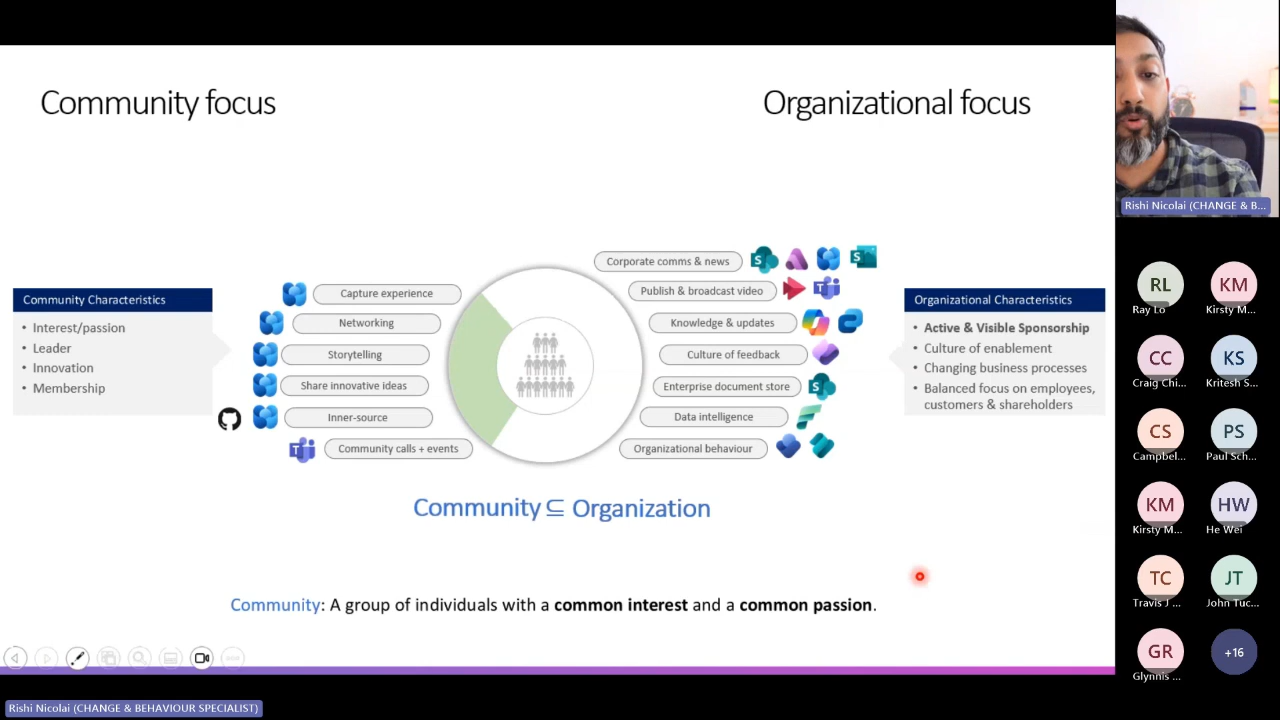 Community focus
Organizational focus
Community Characteristics
• Interest/passion
• Leader
• Innovation
• Membership
Capture experience
Networking
Storytelling
Share innovative ideas
Inner-source
Community calls + events
Corporate comms & news
Publish & broadcast video
Knowledge & updates
Culture of feedback
Enterprise document store
Data intelligence
Organizational behaviour
Organizational Characteristics
• Active & Visible Sponsorship
• Culture of enablement
• Changing business processes
• Balanced focus on employees,
customers & shareholders
Community ⊆ Organization
Community: A group of individuals with a common interest and a common passion.
Rishi Nicolai (CHANGE & BEHAVIOUR SPECIALIST)
Rishi Nicolai (CHANGE & B...
RL
KM
Ray Lo
Kirsty M...
CC
KS
Craig Chi...
Kritesh S...
CS
PS
Campbel...
Paul Sch...
KM
HW
Kirsty M...
He Wei
TC
JT
Travis J ...
John Tuc...
GR
+16
Glynnis ...